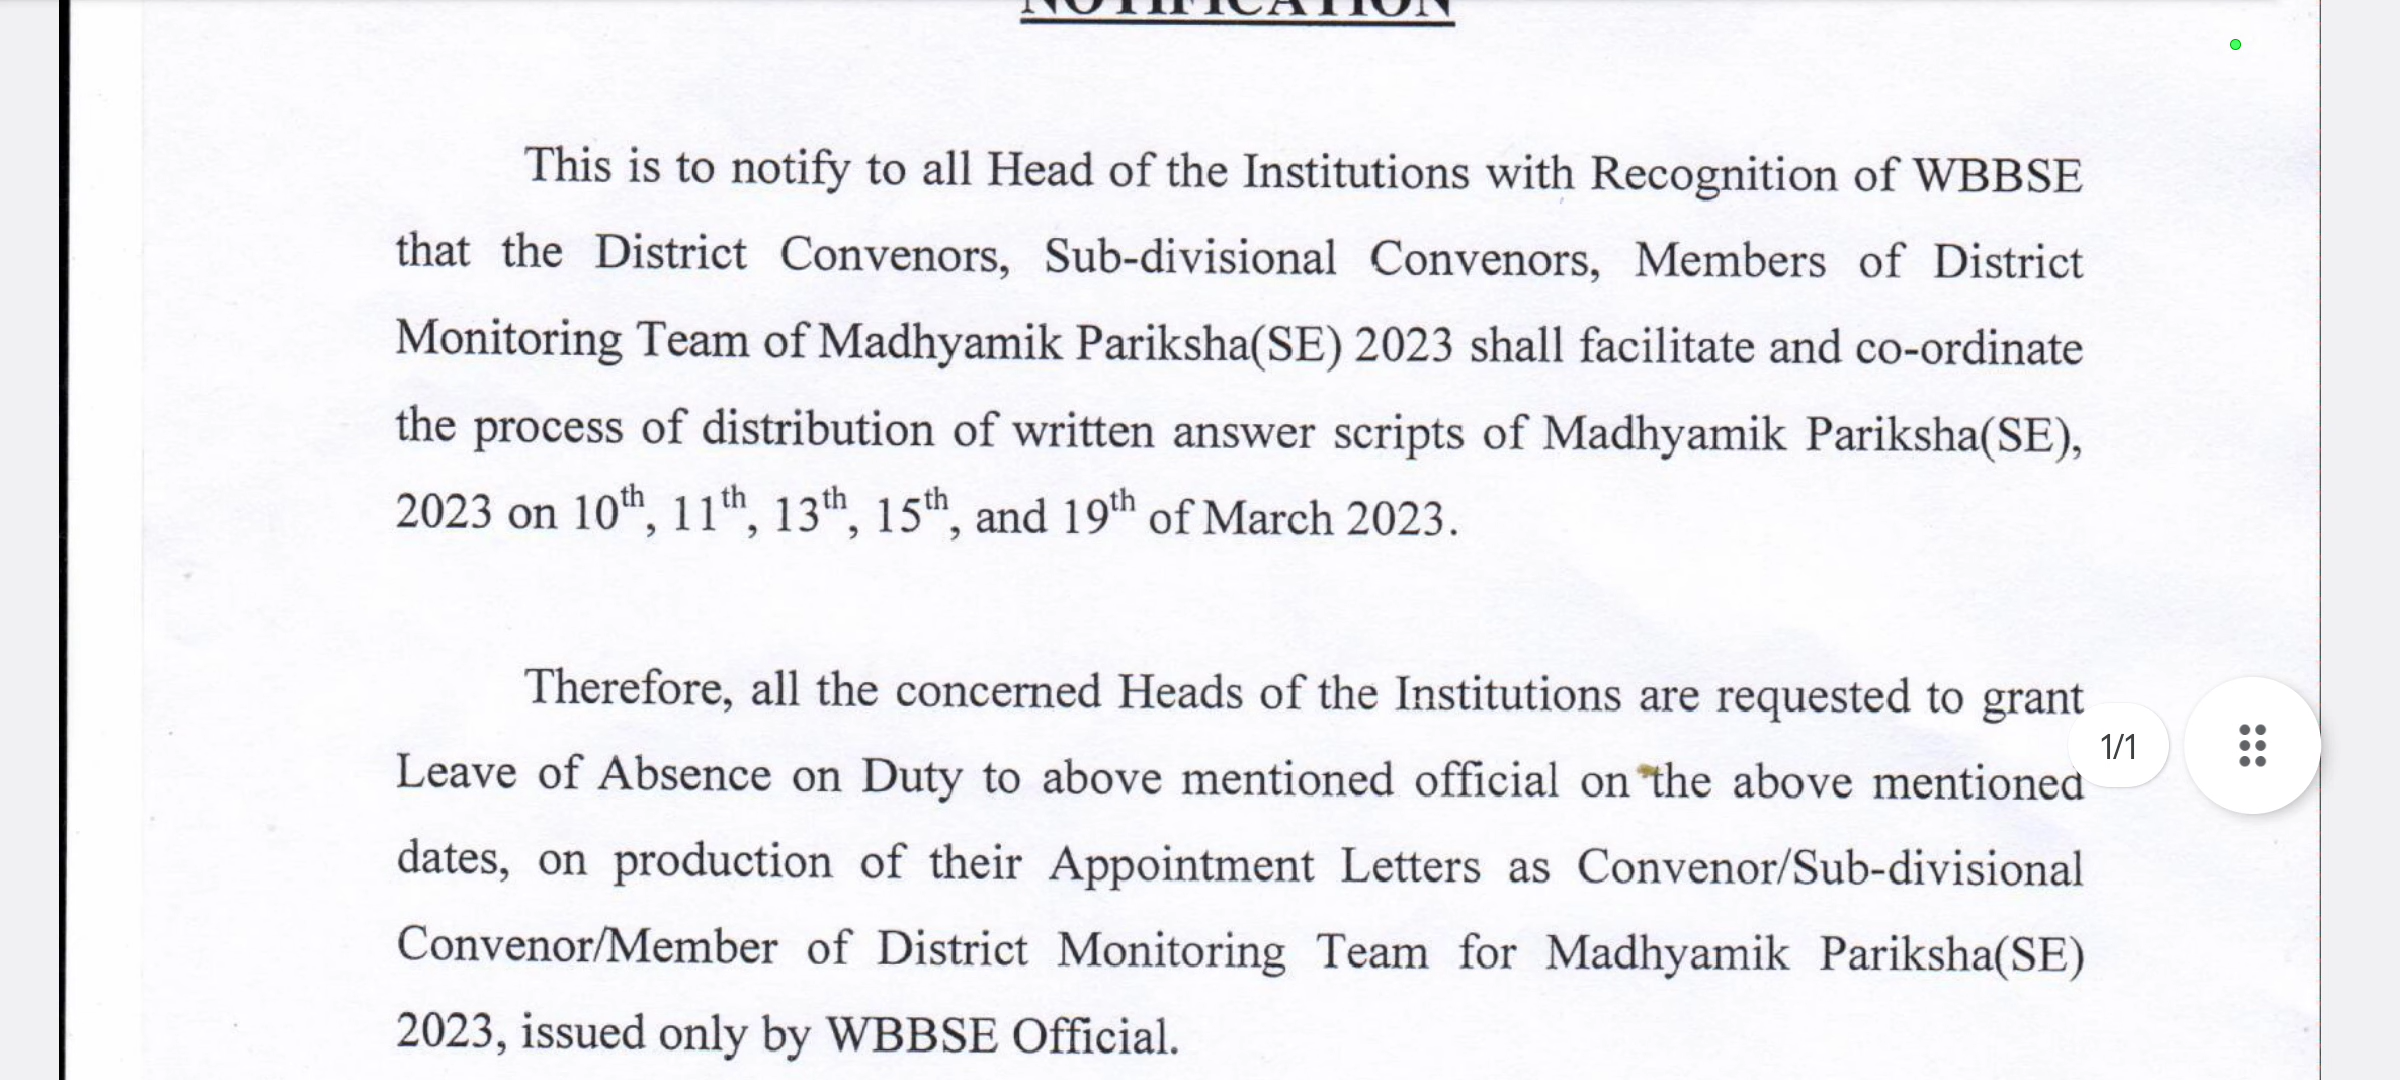 NOTIFICATION
This is to notify to all Head of the Institutions with Recognition of WBBSE
that the District Convenors, Sub-divisional Convenors, Members of District
Monitoring Team of Madhyamik Pariksha(SE) 2023 shall facilitate and co-ordinate
the process of distribution of written answer scripts of Madhyamik Pariksha(SE),
2023 on 10th, 11th, 13th, 15th, and 19th of March 2023.
Therefore, all the concerned Heads of the Institutions are requested to grant
Leave of Absence on Duty to above mentioned official on the above mentioned
dates, on production of their Appointment Letters as Convenor/Sub-divisional
Convenor/Member of District Monitoring Team for Madhyamik Pariksha(SE)
2023, issued only by WBBSE Official.
1/1